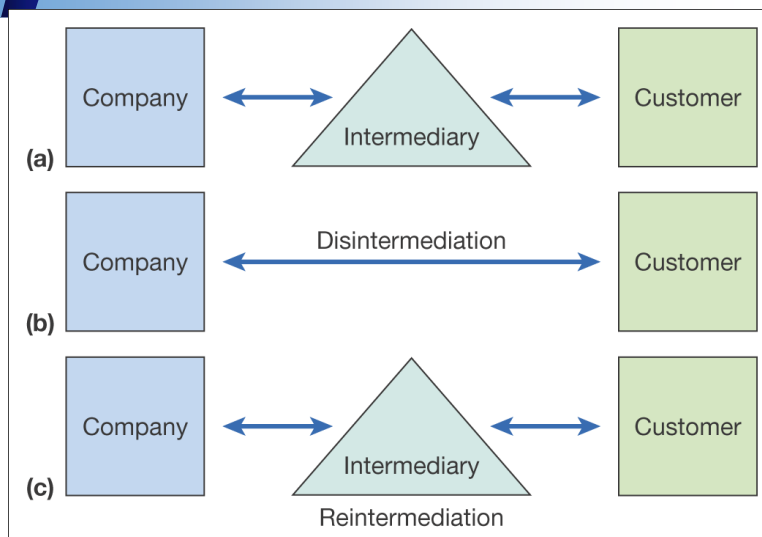 Company
Intermediary
Customer
(a)
Company
Disintermediation
Customer
(b)
Company
Intermediary
Customer
(c)
Reintermediation